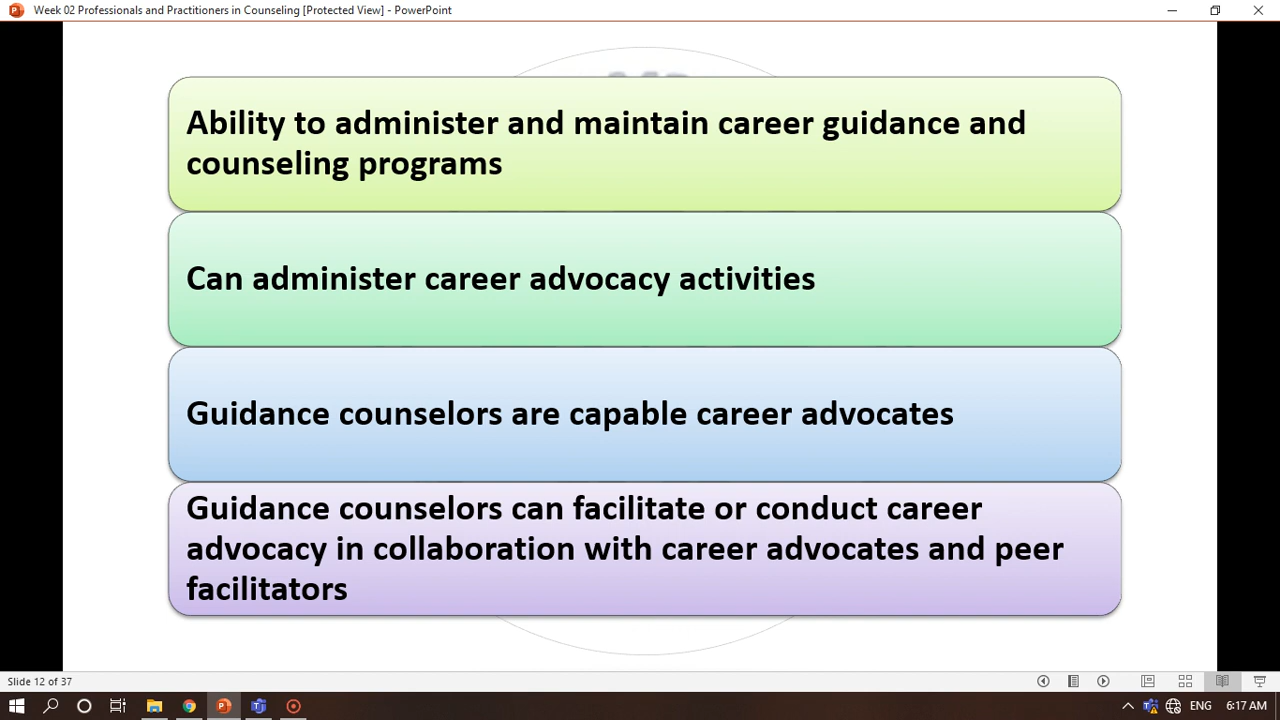 Week 02 Professionals and Practitioners in Counseling [Protected View] - PowerPoint
Ability to administer and maintain career guidance and
counseling programs
Can administer career advocacy activities
Guidance counselors are capable career advocates
Guidance counselors can facilitate or conduct career
advocacy in collaboration with career advocates and peer
facilitators
Slide 12 of 37
ENG
6:17 AM